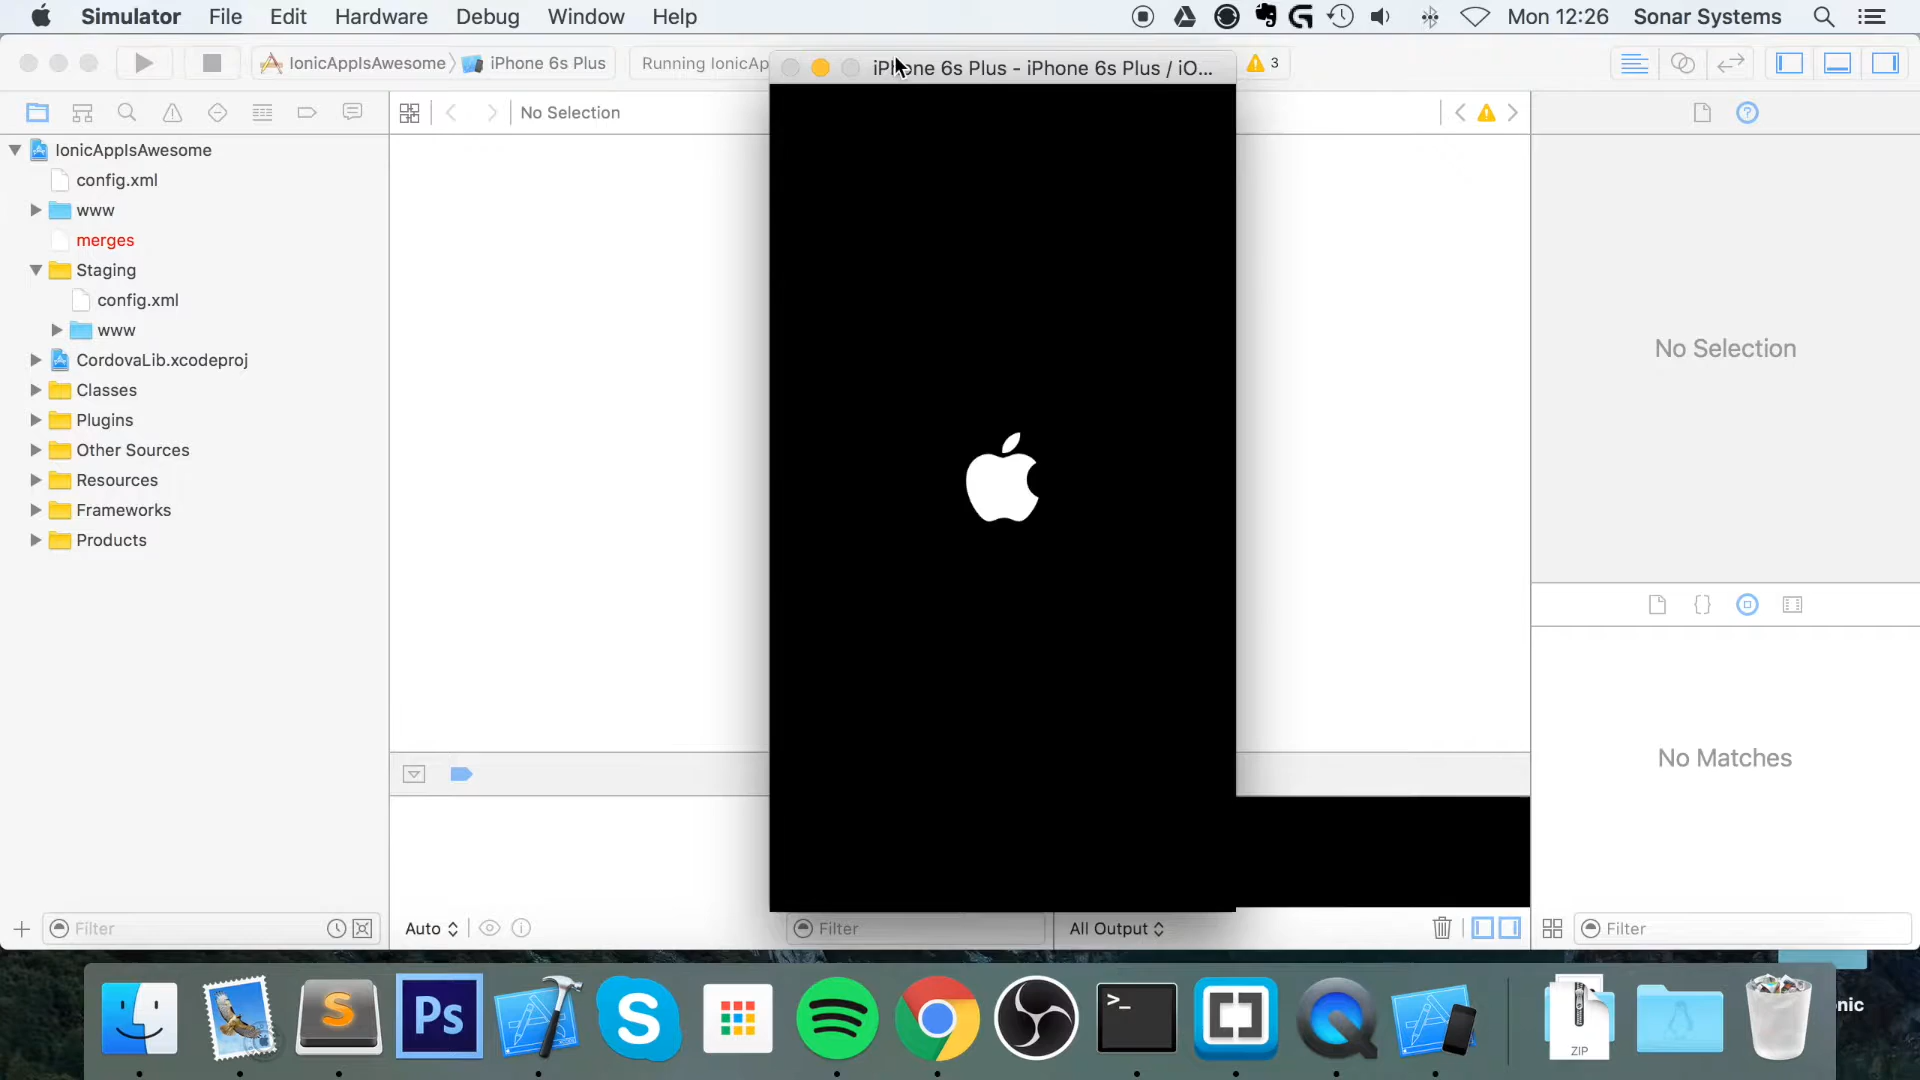 Simulator File Edit Hardware Debug Window Help Mon 12:26 Sonar Systems
IonicAppIsAwesome iPhone 6s Plus Running IonicAp iPhone 6s Plus - iPhone 6s Plus / iO... 3
No Selection
IonicAppIsAwesome
config.xml
www
merges
Staging
config.xml
www
CordovaLib.xcodeproj
Classes
Plugins
Other Sources
Resources
Frameworks
Products
No Selection
No Matches
Filter Auto Filter All Output Filter
S Ps S >_ ZIP nic